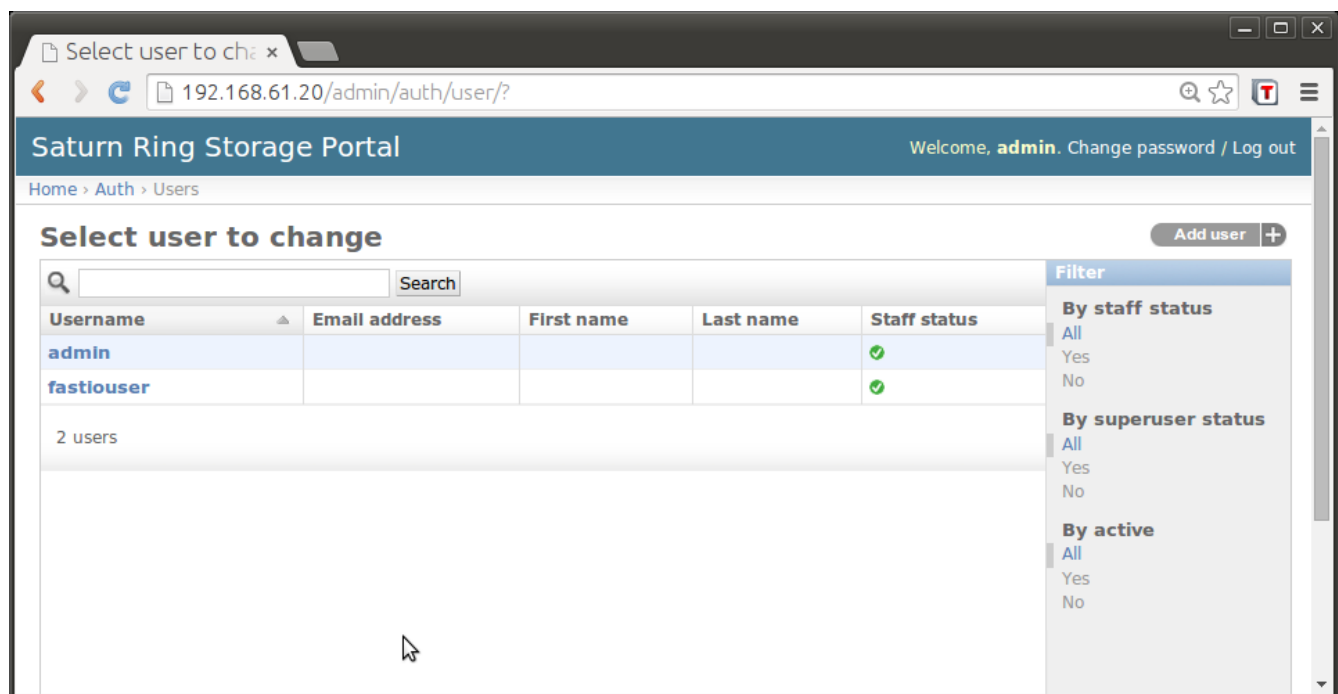 Select user to cha
192.168.61.20/admin/auth/user/?
T
Saturn Ring Storage Portal
Welcome, admin. Change password / Log out
Home › Auth › Users
Select user to change
Add user +
Search
Filter
Username Email address First name Last name Staff status
admin
fastiouser
2 users
By staff status
All
Yes
No
By superuser status
All
Yes
No
By active
All
Yes
No